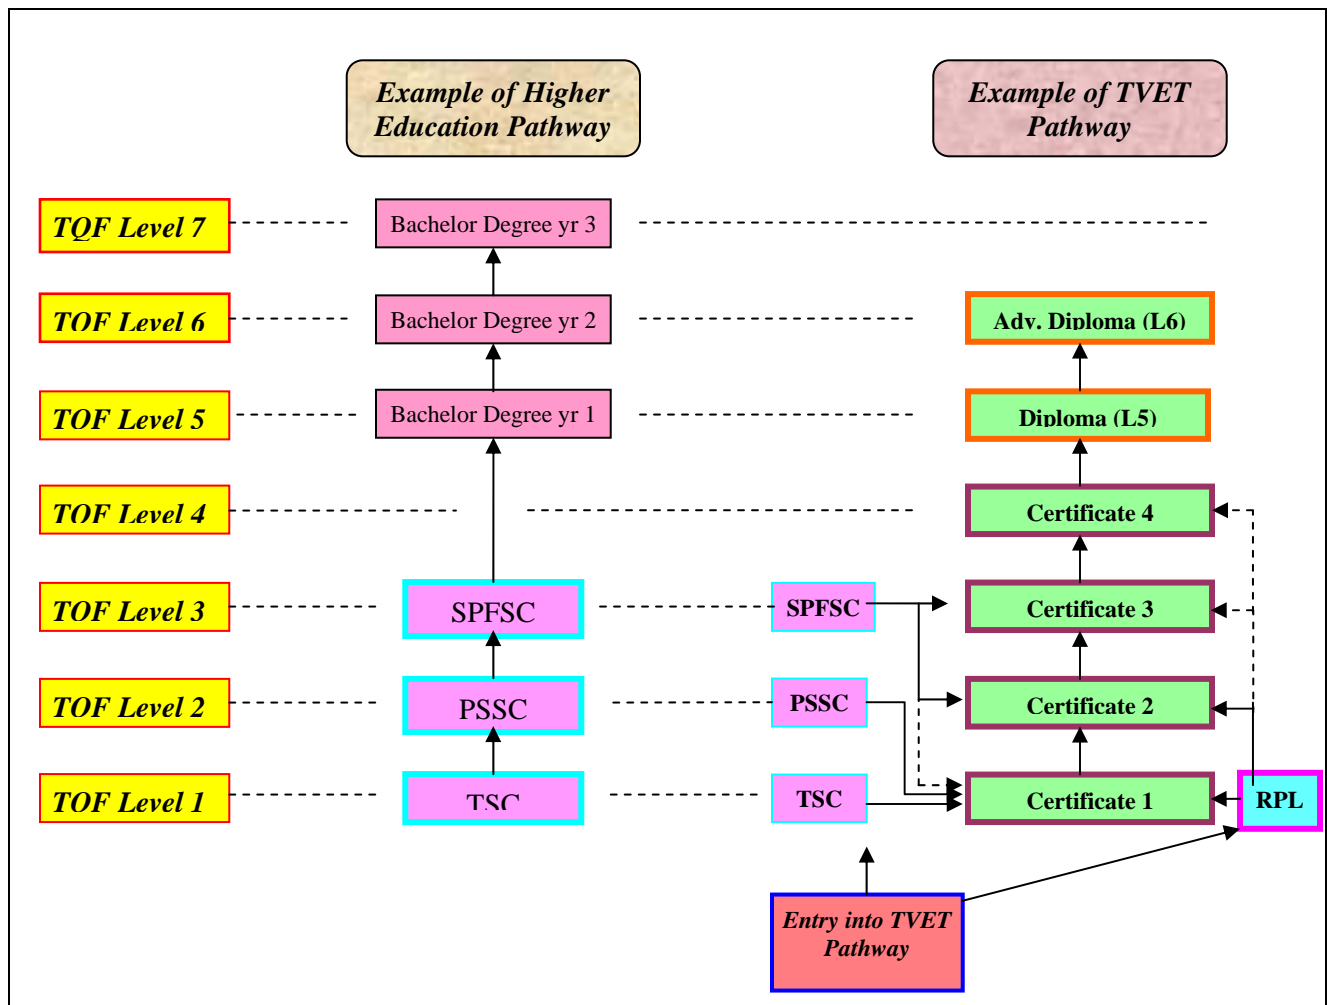 Example of Higher
Education Pathway
Example of TVET
Pathway
TQF Level 7
Bachelor Degree yr 3
TQF Level 6
Bachelor Degree yr 2
Adv. Diploma (L6)
TQF Level 5
Bachelor Degree yr 1
Diploma (L5)
TQF Level 4
Certificate 4
TQF Level 3
SPFSC
SPFSC
Certificate 3
TQF Level 2
PSSC
PSSC
Certificate 2
TQF Level 1
TSC
TSC
Certificate 1
RPL
Entry into TVET
Pathway